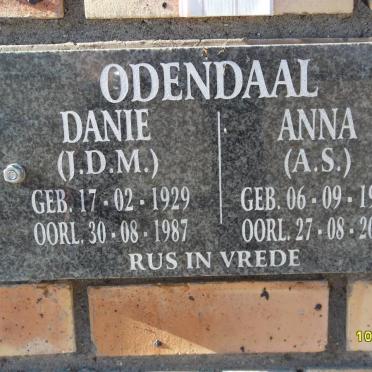 ODENDAAL
DANIE
(J.D.M.)
GEB. 17 - 02 - 1929
OORL. 30 - 08 - 1987
ANNA
(A.S.)
GEB. 06 - 09 - 19
OORL. 27 - 08 - 20
RUS IN VREDE
10